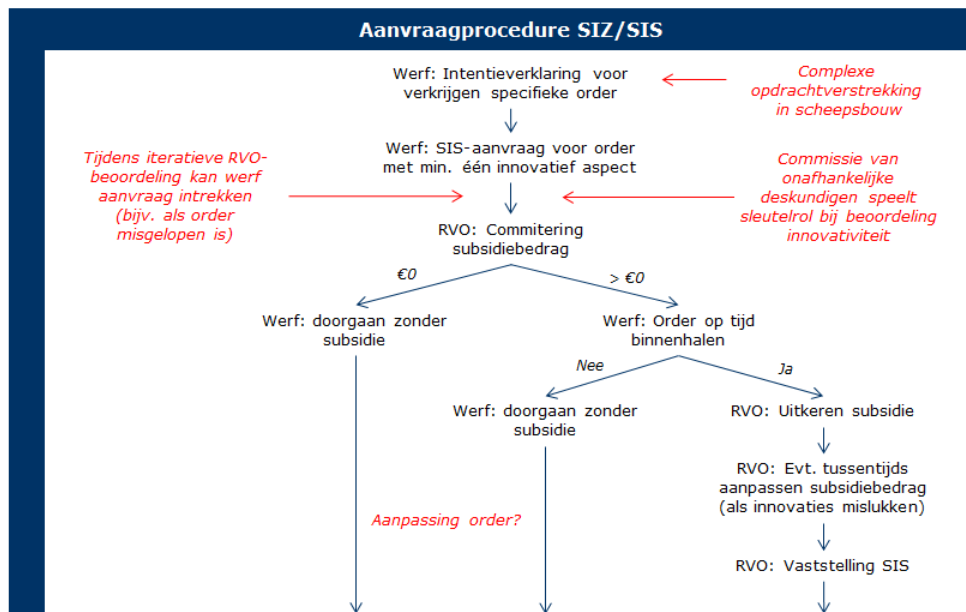 Aanvraagprocedure SIZ/SIS
Werf: Intentieverklaring voor
verkrijgen specifieke order
Complexe
opdrachtverstrekking
in scheepsbouw
Werf: SIS-aanvraag voor order
met min. één innovatief aspect
Tijdens iteratieve RVO-
beoordeling kan werf
aanvraag intrekken
(bijv. als order
misgelopen is)
Commissie van
onafhankelijke
deskundigen speelt
sleutelrol bij beoordeling
innovativiteit
RVO: Commitering
subsidiebedrag
€0
> €0
Werf: doorgaan zonder
subsidie
Werf: Order op tijd
binnenhalen
Nee
Ja
Werf: doorgaan zonder
subsidie
RVO: Uitkeren subsidie
RVO: Evt. tussentijds
aanpassen subsidiebedrag
(als innovaties mislukken)
Aanpassing order?
RVO: Vaststelling SIS